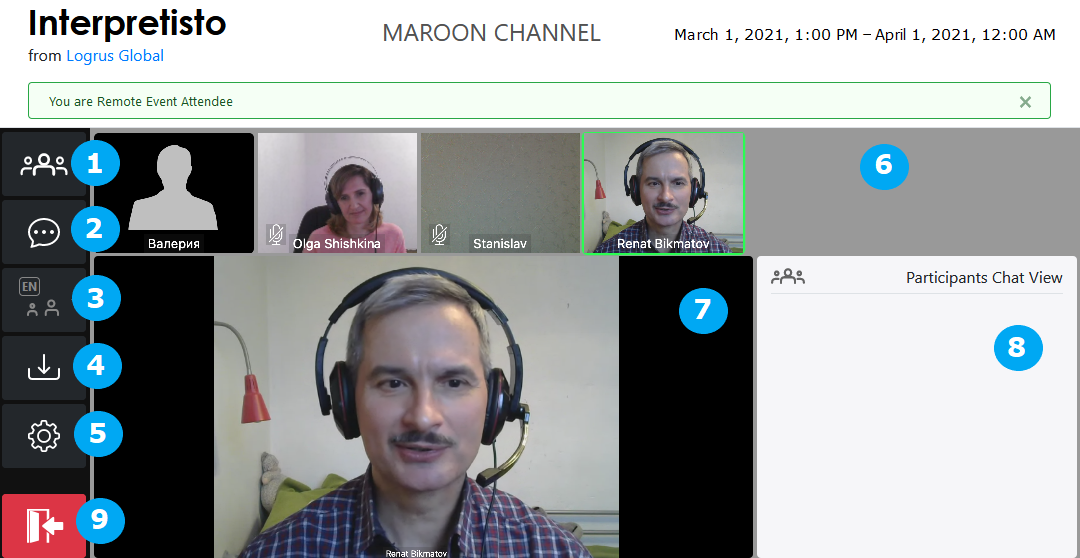 Interpretisto
from Logrus Global
MAROON CHANNEL
March 1, 2021, 1:00 PM – April 1, 2021, 12:00 AM
You are Remote Event Attendee
×
1
2
EN
3
4
5
9
Валерия
Olga Shishkina
Stanislav
Renat Bikmatov
6
7
Renat Bikmatov
Participants Chat View
8